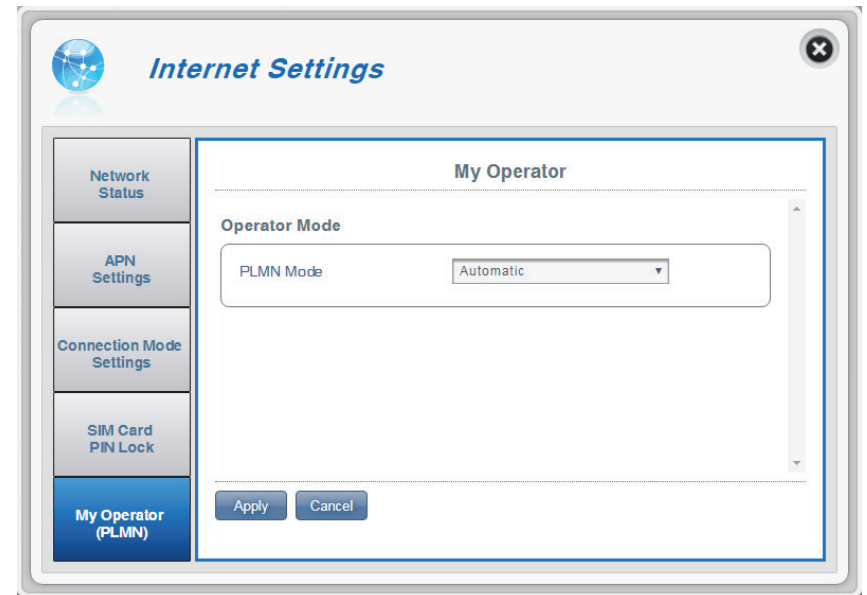 Internet Settings
Network
Status
APN
Settings
Connection Mode
Settings
SIM Card
PIN Lock
My Operator
(PLMN)
My Operator
Operator Mode
PLMN Mode
Automatic
Apply
Cancel